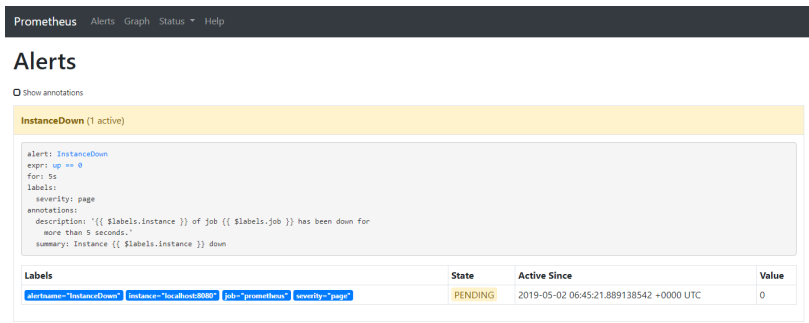 Prometheus Alerts Graph Status Help
Alerts
Show annotations
InstanceDown (1 active)
alert: InstanceDown
expr: up == 0
for: 5s
labels:
severity: page
annotations:
description: '{{ $labels.instance }} of job {{ $labels.job }} has been down for
more than 5 seconds.'
summary: Instance {{ $labels.instance }} down
Labels State Active Since Value
alertname="InstanceDown" instance="localhost:8080" job="prometheus" severity="page" PENDING 2019-05-02 06:45:21.889138542 +0000 UTC 0